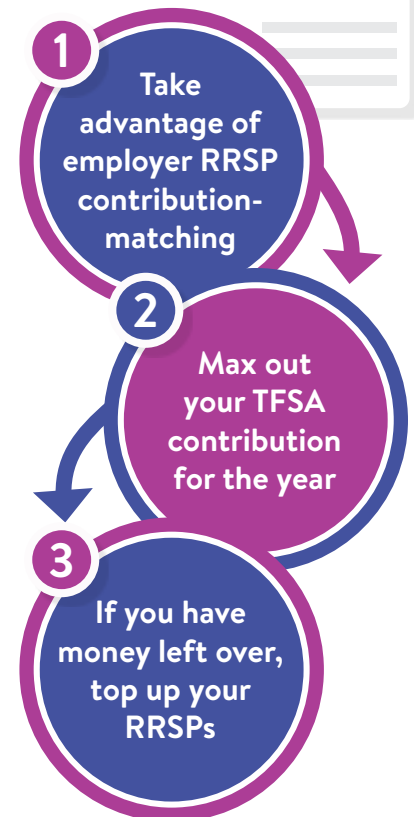 1
Take
advantage of
employer RRSP
contribution-
matching
2
Max out
your TFSA
contribution
for the year
3
If you have
money left over,
top up your
RRSPs